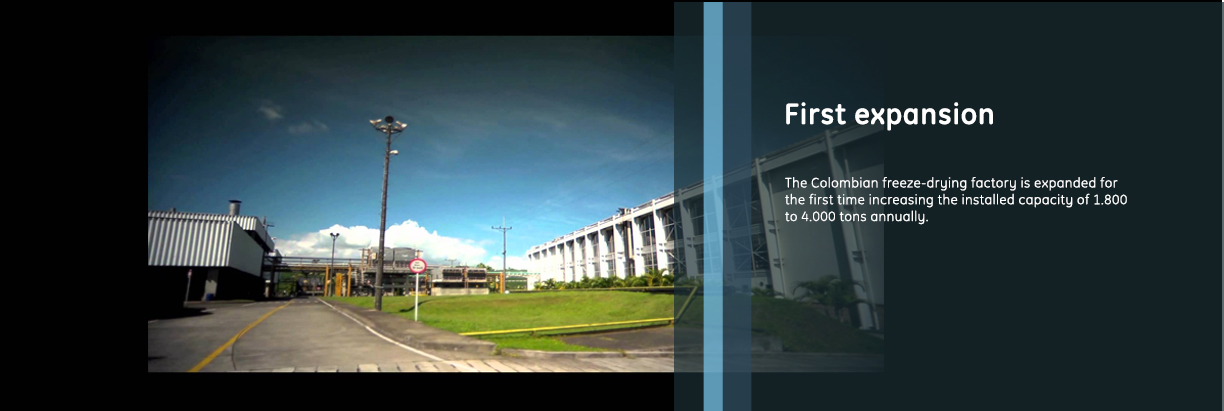 First expansion
The Colombian freeze-drying factory is expanded for
the first time increasing the installed capacity of 1.800
to 4.000 tons annually.